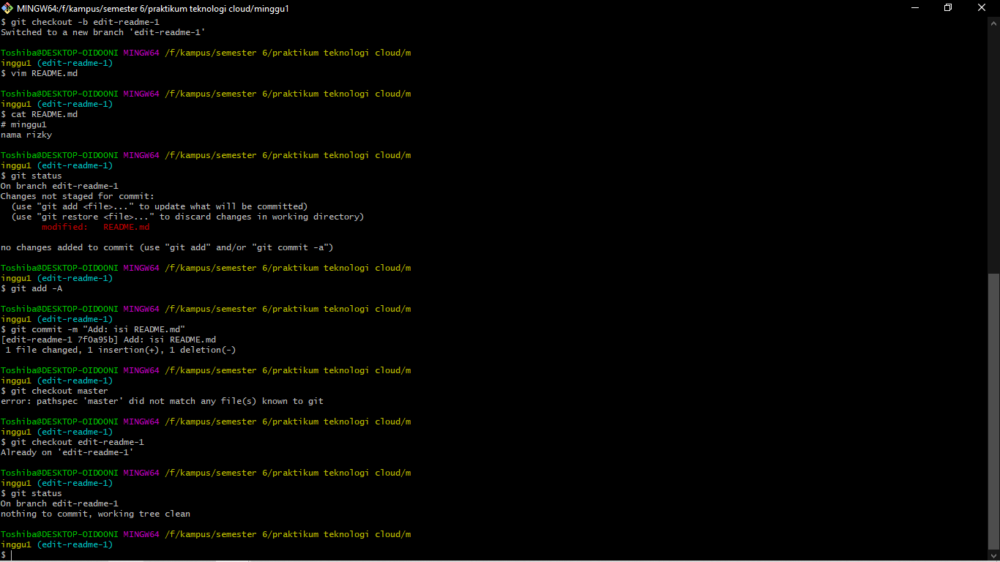 MINGW64:/f/kampus/semester 6/praktikum teknologi cloud/minggu1
$ git checkout -b edit-readme-1
Switched to a new branch 'edit-readme-1'
Toshiba@DESKTOP-OIDOONI MINGW64 /f/kampus/semester 6/praktikum teknologi cloud/m
inggu1 (edit-readme-1)
$ vim README.md
Toshiba@DESKTOP-OIDOONI MINGW64 /f/kampus/semester 6/praktikum teknologi cloud/m
inggu1 (edit-readme-1)
$ cat README.md
# minggu1
nama rizky
Toshiba@DESKTOP-OIDOONI MINGW64 /f/kampus/semester 6/praktikum teknologi cloud/m
inggu1 (edit-readme-1)
$ git status
On branch edit-readme-1
Changes not staged for commit:
  (use "git add <file>..." to update what will be committed)
  (use "git restore <file>..." to discard changes in working directory)
        modified:   README.md
no changes added to commit (use "git add" and/or "git commit -a")
Toshiba@DESKTOP-OIDOONI MINGW64 /f/kampus/semester 6/praktikum teknologi cloud/m
inggu1 (edit-readme-1)
$ git add -A
Toshiba@DESKTOP-OIDOONI MINGW64 /f/kampus/semester 6/praktikum teknologi cloud/m
inggu1 (edit-readme-1)
$ git commit -m "Add: isi README.md"
[edit-readme-1 7f0a95b] Add: isi README.md
 1 file changed, 1 insertion(+), 1 deletion(-)
Toshiba@DESKTOP-OIDOONI MINGW64 /f/kampus/semester 6/praktikum teknologi cloud/m
inggu1 (edit-readme-1)
$ git checkout master
error: pathspec 'master' did not match any file(s) known to git
Toshiba@DESKTOP-OIDOONI MINGW64 /f/kampus/semester 6/praktikum teknologi cloud/m
inggu1 (edit-readme-1)
$ git checkout edit-readme-1
Already on 'edit-readme-1'
Toshiba@DESKTOP-OIDOONI MINGW64 /f/kampus/semester 6/praktikum teknologi cloud/m
inggu1 (edit-readme-1)
$ git status
On branch edit-readme-1
nothing to commit, working tree clean
Toshiba@DESKTOP-OIDOONI MINGW64 /f/kampus/semester 6/praktikum teknologi cloud/m
inggu1 (edit-readme-1)
$